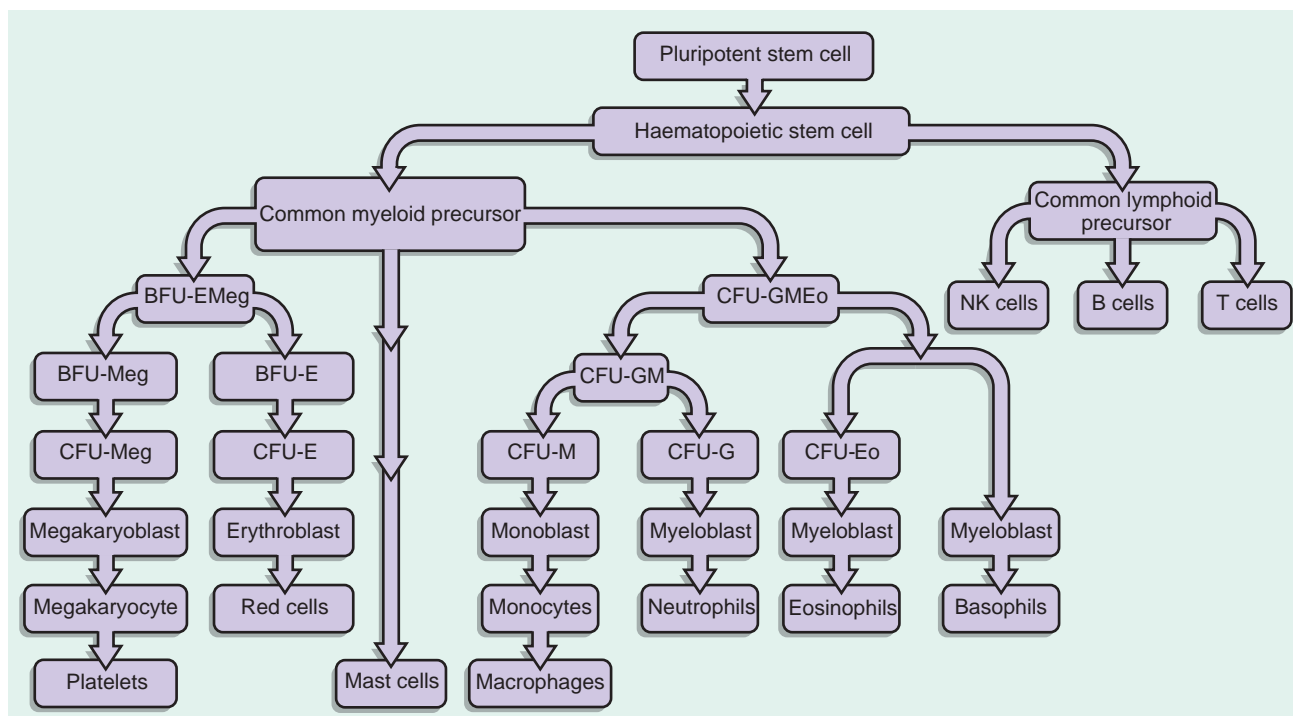 Pluripotent stem cell
Haematopoietic stem cell
Common myeloid precursor
Common lymphoid
precursor
BFU-EMeg
CFU-GMEo
NK cells
B cells
T cells
BFU-Meg
BFU-E
CFU-GM
CFU-Meg
CFU-E
CFU-M
CFU-G
CFU-Eo
Megakaryoblast
Erythroblast
Monoblast
Myeloblast
Myeloblast
Myeloblast
Megakaryocyte
Red cells
Monocytes
Neutrophils
Eosinophils
Basophils
Platelets
Mast cells
Macrophages